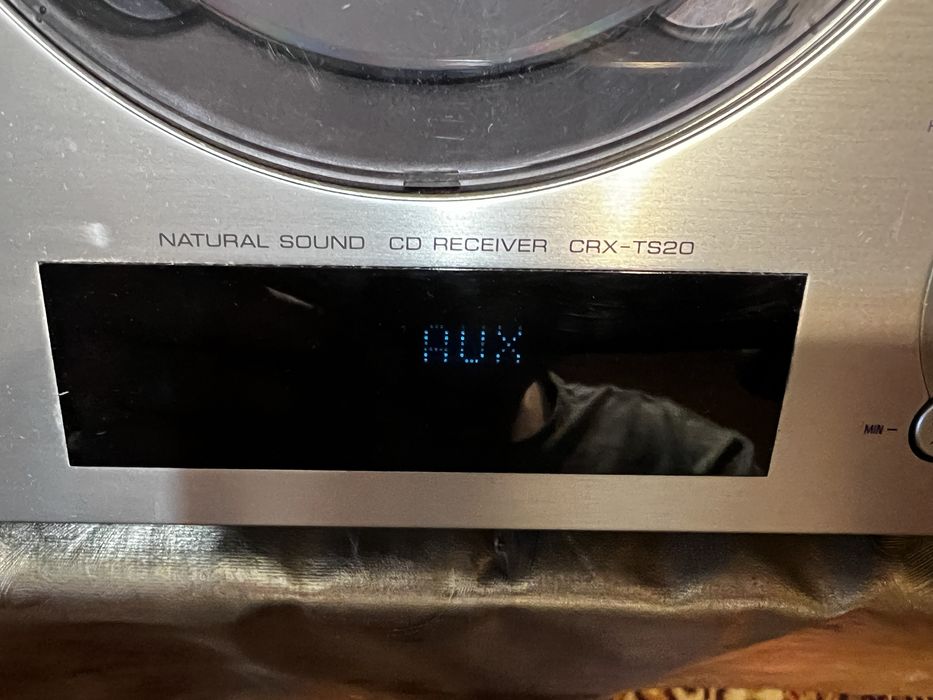 NATURAL SOUND CD RECEIVER CRX-TS20
AUX
MIN